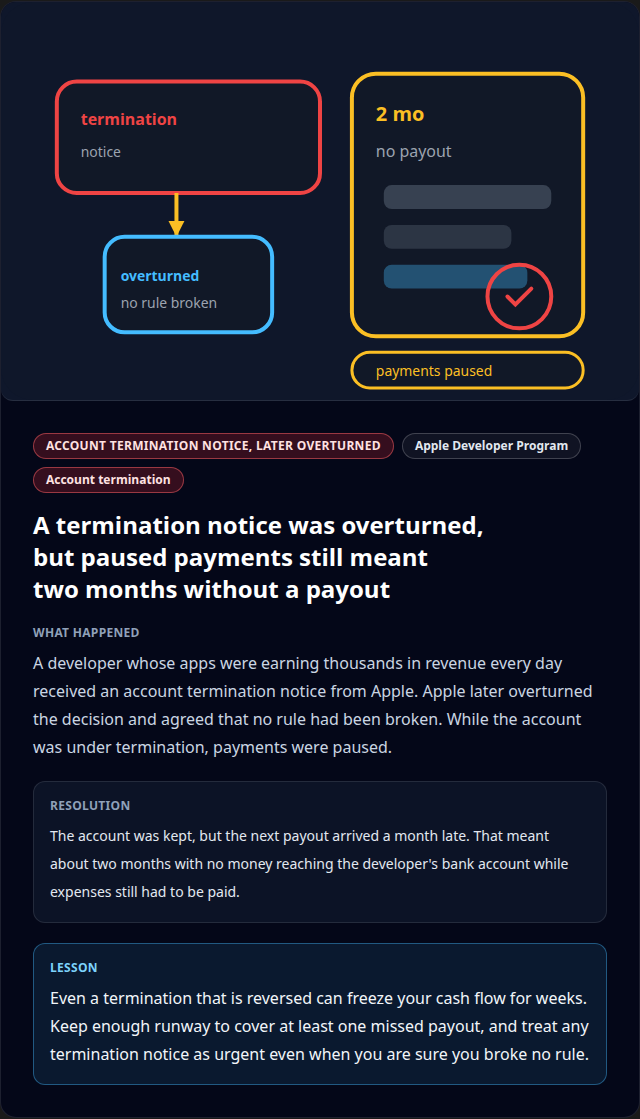 termination
notice
overturned
no rule broken
2 mo
no payout
payments paused
ACCOUNT TERMINATION NOTICE, LATER OVERTURNED
Apple Developer Program
Account termination
A termination notice was overturned,
but paused payments still meant
two months without a payout
WHAT HAPPENED
A developer whose apps were earning thousands in revenue every day
received an account termination notice from Apple. Apple later overturned
the decision and agreed that no rule had been broken. While the account
was under termination, payments were paused.
RESOLUTION
The account was kept, but the next payout arrived a month late. That meant
about two months with no money reaching the developer's bank account while
expenses still had to be paid.
LESSON
Even a termination that is reversed can freeze your cash flow for weeks.
Keep enough runway to cover at least one missed payout, and treat any
termination notice as urgent even when you are sure you broke no rule.